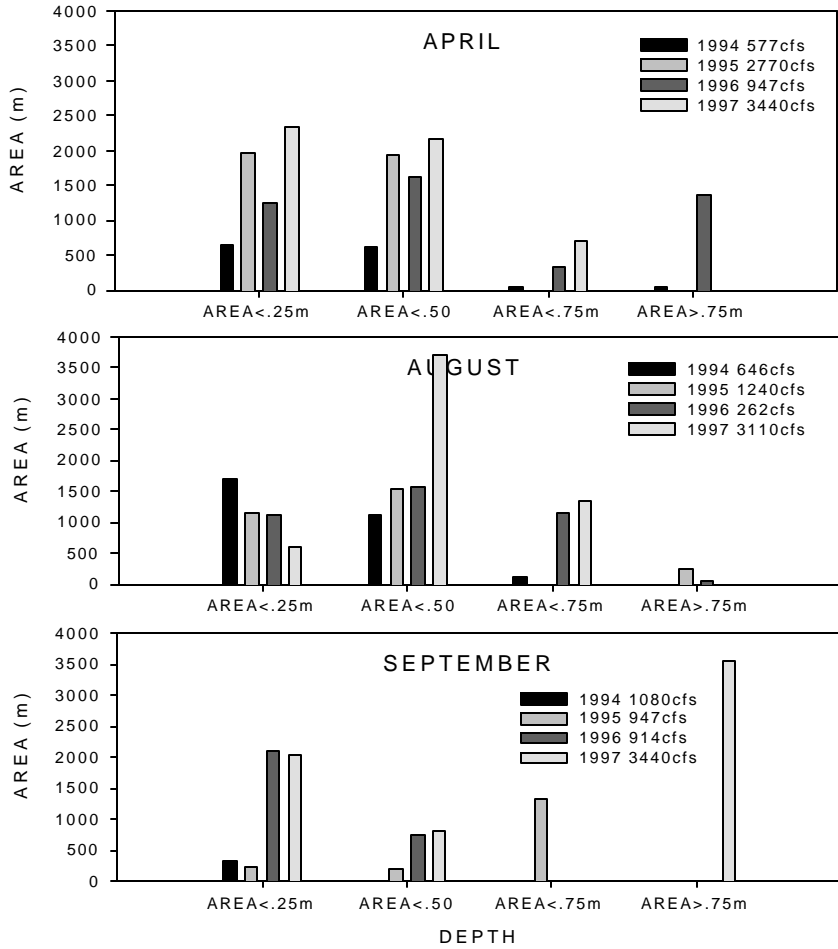 APRIL
1994 577cfs
1995 2770cfs
1996 947cfs
1997 3440cfs
AREA (m)
4000
3500
3000
2500
2000
1500
1000
500
0
AREA<.25m AREA<.50 AREA<.75m AREA>.75m
AUGUST
1994 646cfs
1995 1240cfs
1996 262cfs
1997 3110cfs
AREA (m)
4000
3500
3000
2500
2000
1500
1000
500
0
AREA<.25m AREA<.50 AREA<.75m AREA>.75m
SEPTEMBER
1994 1080cfs
1995 947cfs
1996 914cfs
1997 3440cfs
AREA (m)
4000
3500
3000
2500
2000
1500
1000
500
0
AREA<.25m AREA<.50 AREA<.75m AREA>.75m
DEPTH